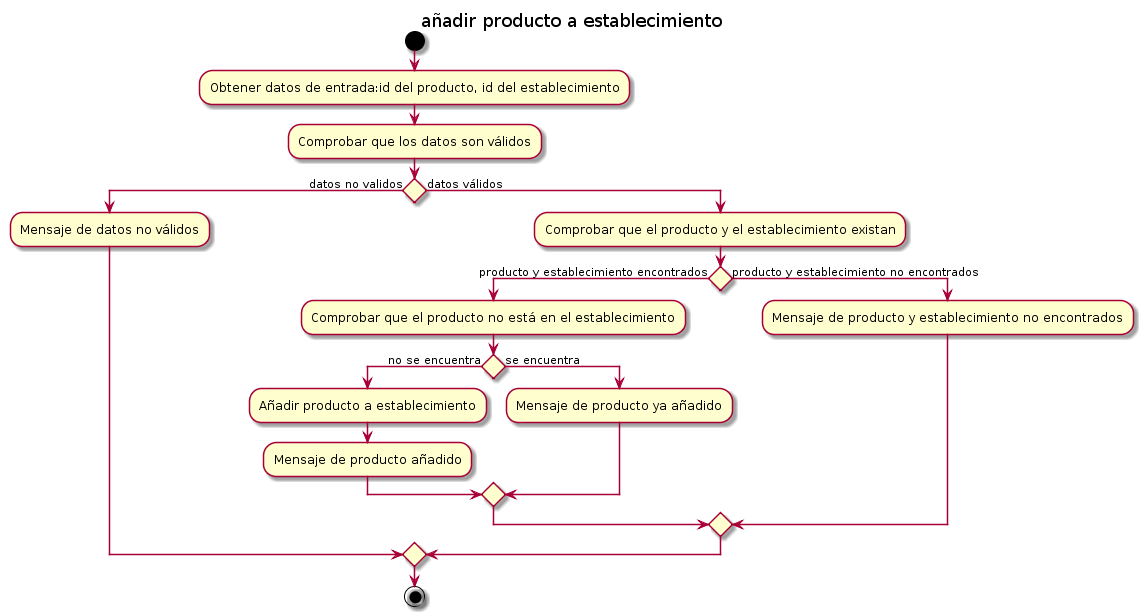 añadir producto a establecimiento
Obtener datos de entrada:id del producto, id del establecimiento
Comprobar que los datos son válidos
datos no validos
datos válidos
Mensaje de datos no válidos
Comprobar que el producto y el establecimiento existan
producto y establecimiento encontrados
producto y establecimiento no encontrados
Comprobar que el producto no está en el establecimiento
Mensaje de producto y establecimiento no encontrados
no se encuentra
se encuentra
Añadir producto a establecimiento
Mensaje de producto ya añadido
Mensaje de producto añadido